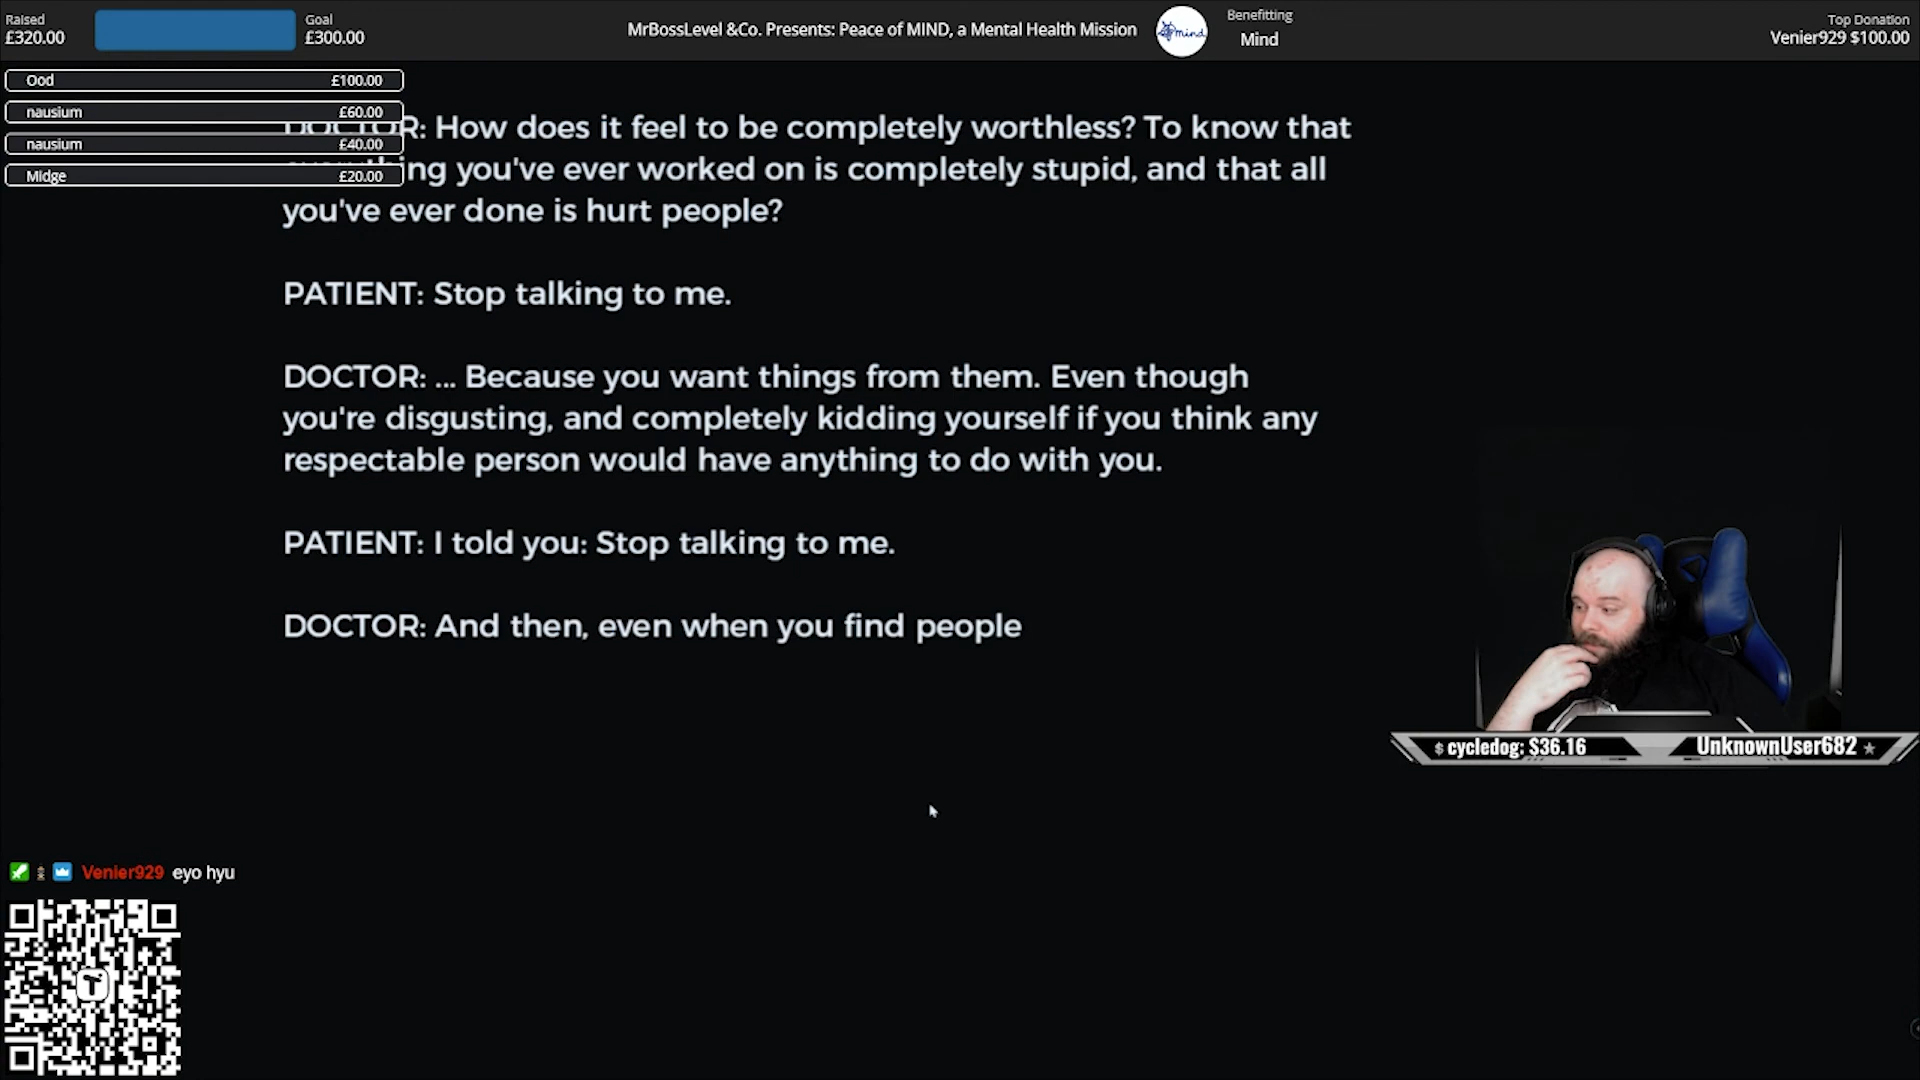 Raised
£320.00
Goal
£300.00
MrBossLevel &Co. Presents: Peace of MIND, a Mental Health Mission
mind
Benefitting
Mind
Top Donation
Venier929 $100.00
Ood £100.00
nausium £60.00
nausium £40.00
Midge £20.00
DOCTOR: How does it feel to be completely worthless? To know that
thing you've ever worked on is completely stupid, and that all
you've ever done is hurt people?
PATIENT: Stop talking to me.
DOCTOR: ... Because you want things from them. Even though
you're disgusting, and completely kidding yourself if you think any
respectable person would have anything to do with you.
PATIENT: I told you: Stop talking to me.
DOCTOR: And then, even when you find people
$ cycledog: $36.16
UnknownUser682
Venier929 eyo hyu
T